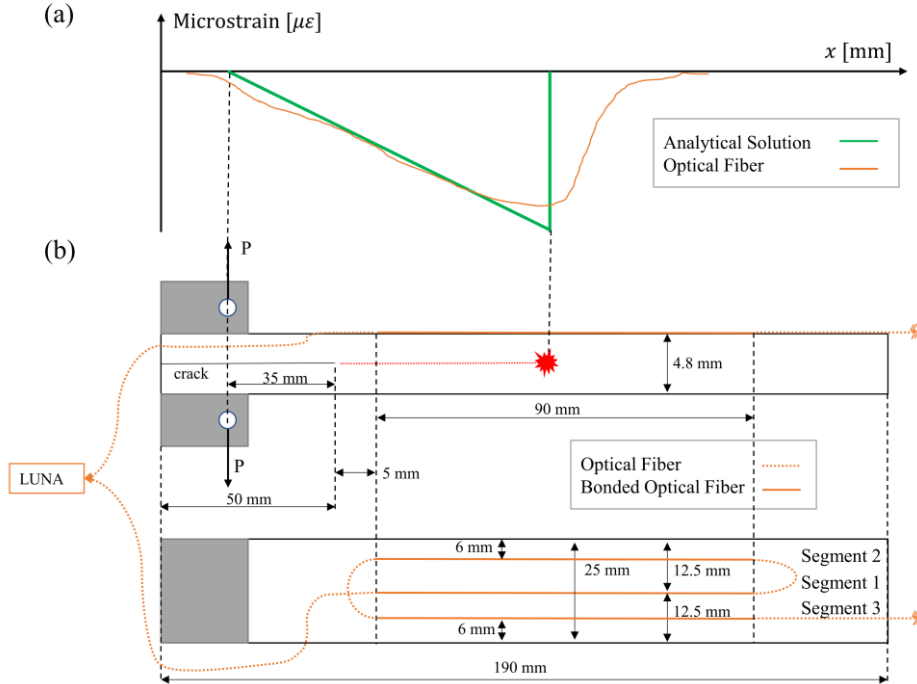 (a)
Microstrain [με]
x [mm]
Analytical Solution
Optical Fiber
(b)
P
crack
35 mm
4.8 mm
90 mm
P
LUNA
5 mm
50 mm
Optical Fiber
Bonded Optical Fiber
6 mm
25 mm
12.5 mm
Segment 2
Segment 1
Segment 3
12.5 mm
6 mm
190 mm